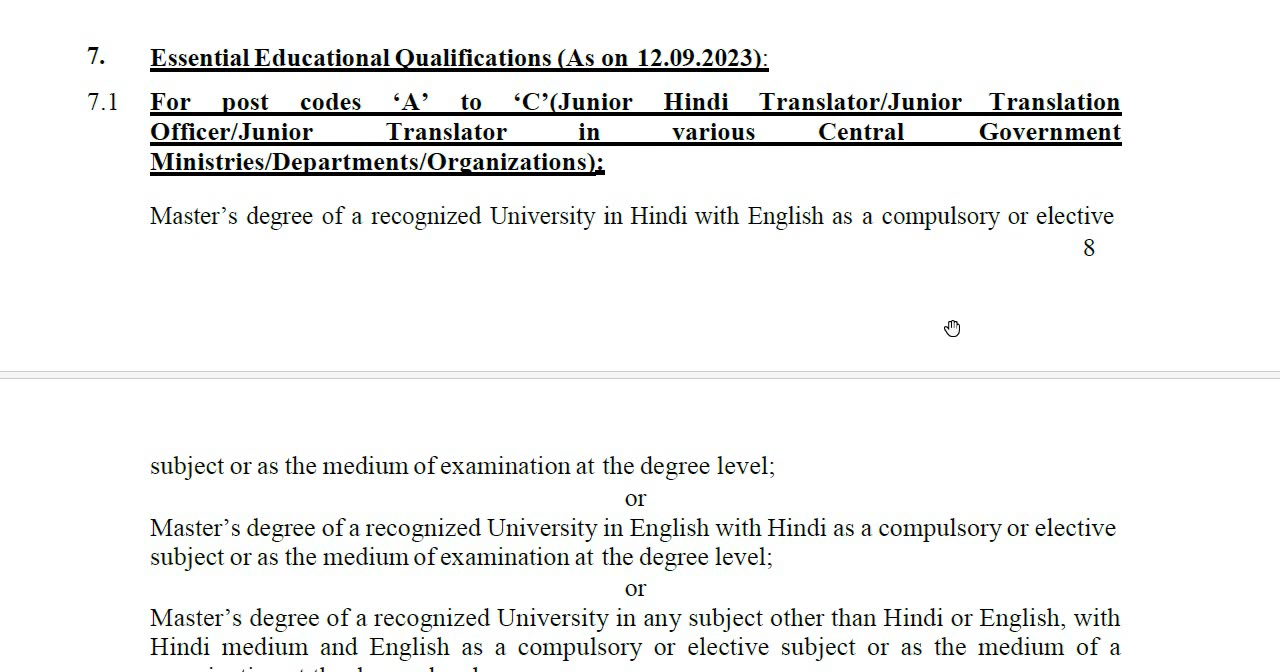 7. Essential Educational Qualifications (As on 12.09.2023):
7.1 For post codes ‘A’ to ‘C’(Junior Hindi Translator/Junior Translation
Officer/Junior Translator in various Central Government
Ministries/Departments/Organizations):
Master’s degree of a recognized University in Hindi with English as a compulsory or elective
8
subject or as the medium of examination at the degree level;
or
Master’s degree of a recognized University in English with Hindi as a compulsory or elective
subject or as the medium of examination at the degree level;
or
Master’s degree of a recognized University in any subject other than Hindi or English, with
Hindi medium and English as a compulsory or elective subject or as the medium of a